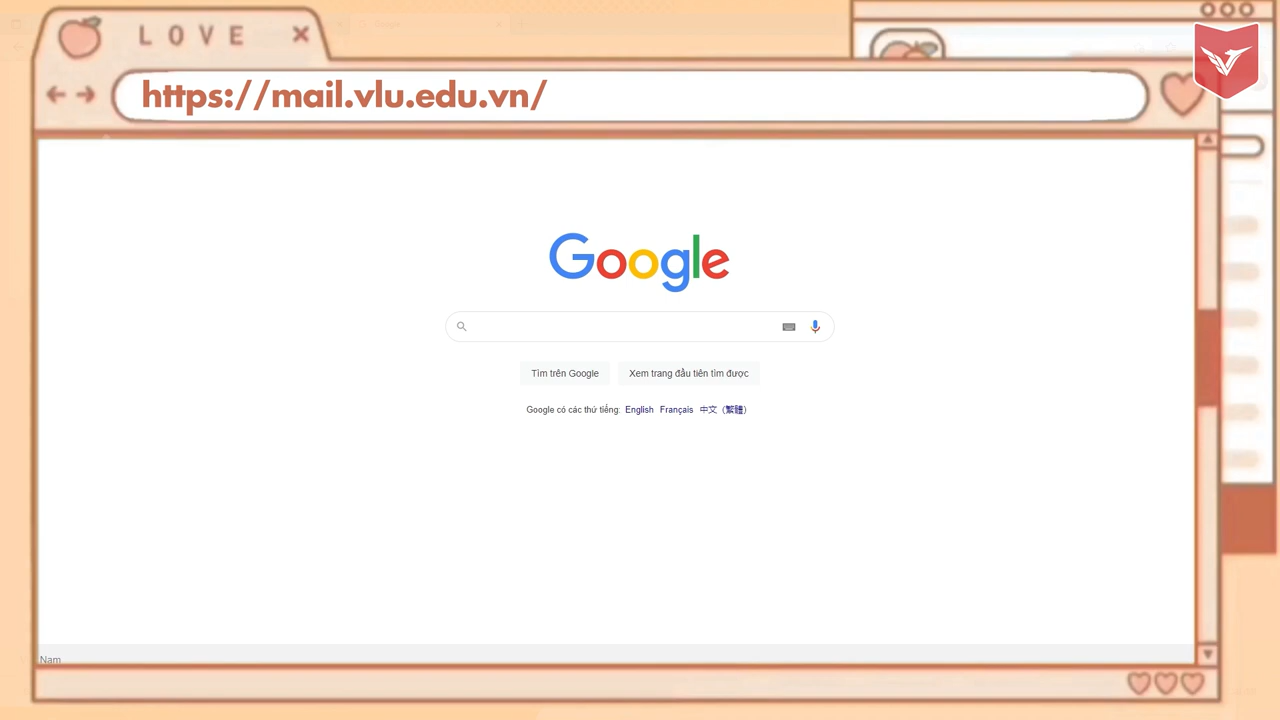 LOVE
https://mail.vlu.edu.vn/
Google
Tìm trên Google
Xem trang đầu tiên tìm được
Google có các thứ tiếng: English Français 中文（繁體）
Nam